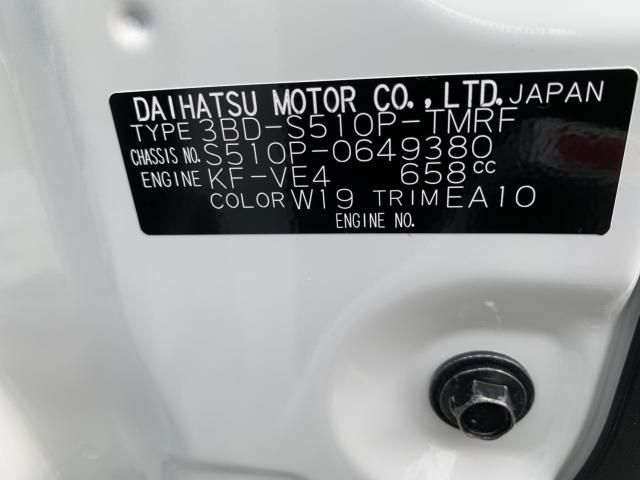 DAIHATSU MOTOR CO.,LTD. JAPAN
TYPE 3BD-S510P-TMRF
CHASSIS NO. S510P-0649380
ENGINE KF-VE4 658cc
COLOR W19 TRIM EA10
ENGINE NO.